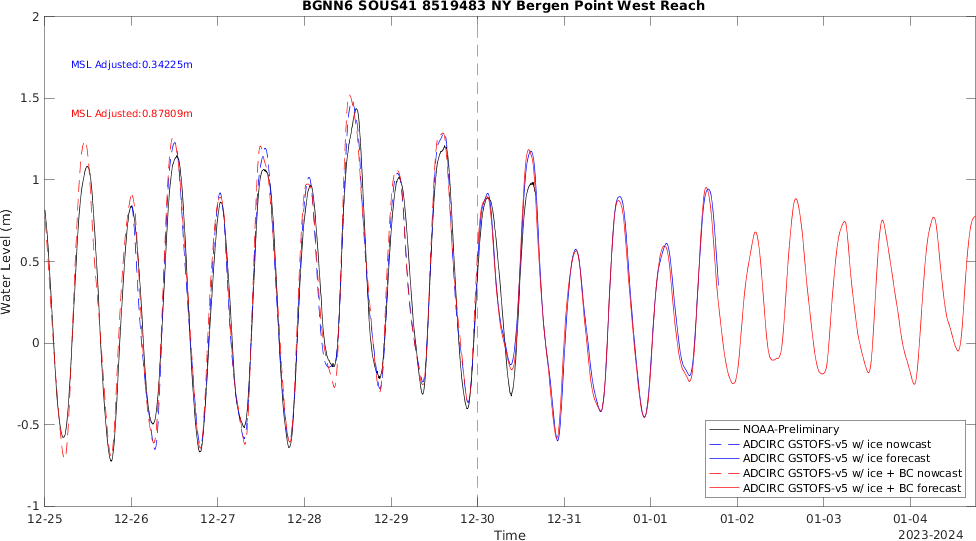 BGNN6 SOUS41 8519483 NY Bergen Point West Reach
2
1.5
1
0.5
0
-0.5
-1
Water Level (m)
MSL Adjusted:0.34225m
MSL Adjusted:0.87809m
NOAA-Preliminary
ADCIRC GSTOFS-v5 w/ ice nowcast
ADCIRC GSTOFS-v5 w/ ice forecast
ADCIRC GSTOFS-v5 w/ ice + BC nowcast
ADCIRC GSTOFS-v5 w/ ice + BC forecast
12-25 12-26 12-27 12-28 12-29 12-30 12-31 01-01 01-02 01-03 01-04
Time
2023-2024